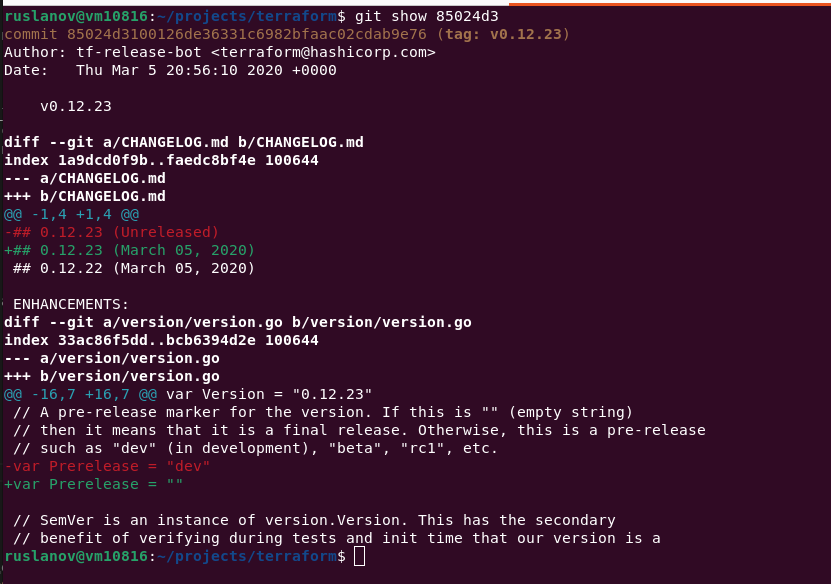 ruslanov@vm10816:~/projects/terraform$ git show 85024d3
commit 85024d3100126de36331c6982bfaac02cdab9e76 (tag: v0.12.23)
Author: tf-release-bot <terraform@hashicorp.com>
Date:   Thu Mar 5 20:56:10 2020 +0000

    v0.12.23

diff --git a/CHANGELOG.md b/CHANGELOG.md
index 1a9dcd0f9b..faedc8bf4e 100644
--- a/CHANGELOG.md
+++ b/CHANGELOG.md
@@ -1,4 +1,4 @@
-## 0.12.23 (Unreleased)
+## 0.12.23 (March 05, 2020)
 ## 0.12.22 (March 05, 2020)

 ENHANCEMENTS:
diff --git a/version/version.go b/version/version.go
index 33ac86f5dd..bcb6394d2e 100644
--- a/version/version.go
+++ b/version/version.go
@@ -16,7 +16,7 @@ var Version = "0.12.23"
 // A pre-release marker for the version. If this is "" (empty string)
 // then it means that it is a final release. Otherwise, this is a pre-release
 // such as "dev" (in development), "beta", "rc1", etc.
-var Prerelease = "dev"
+var Prerelease = ""

 // SemVer is an instance of version.Version. This has the secondary
 // benefit of verifying during tests and init time that our version is a
ruslanov@vm10816:~/projects/terraform$